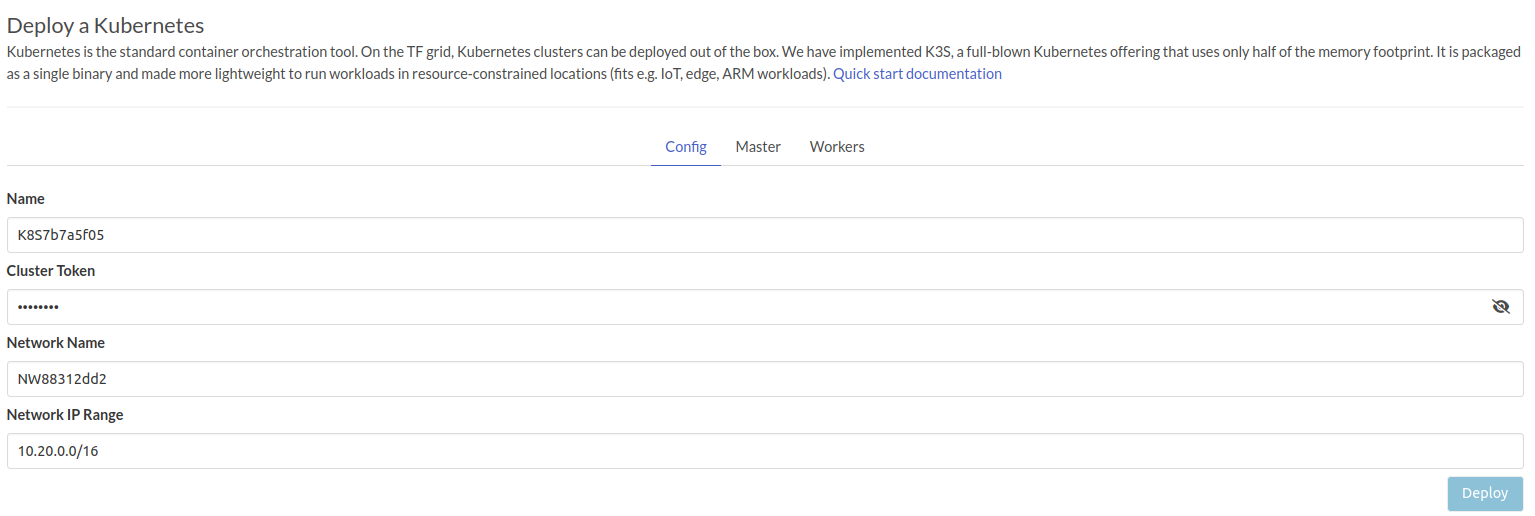 Deploy a Kubernetes
Kubernetes is the standard container orchestration tool. On the TF grid, Kubernetes clusters can be deployed out of the box. We have implemented K3S, a full-blown Kubernetes offering that uses only half of the memory footprint. It is packaged
as a single binary and made more lightweight to run workloads in resource-constrained locations (fits e.g. IoT, edge, ARM workloads). Quick start documentation
Config Master Workers
Name
K8S7b7a5f05
Cluster Token
••••••••
Network Name
NW88312dd2
Network IP Range
10.20.0.0/16
Deploy